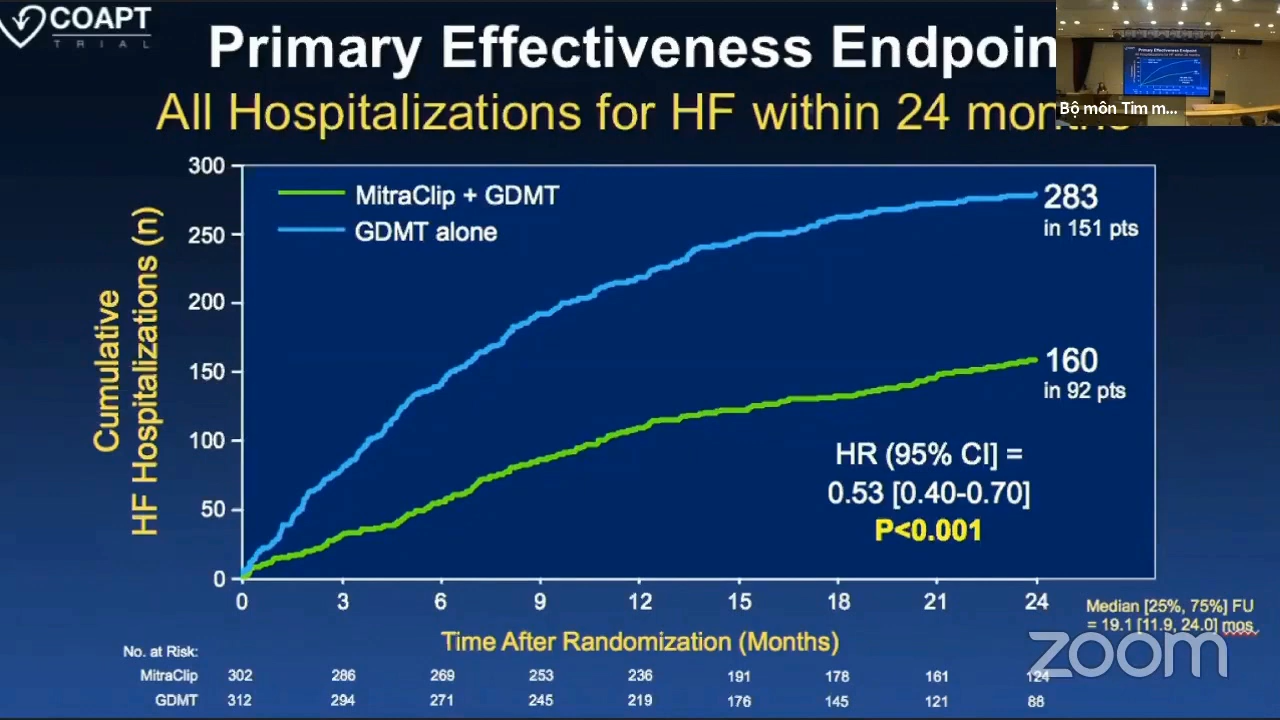 COAPT
TRIAL
Primary Effectiveness Endpoin
All Hospitalizations for HF within 24 months
Bộ môn Tim m...
Cumulative
HF Hospitalizations (n)
300
250
200
150
100
50
0
MitraClip + GDMT
GDMT alone
283
in 151 pts
160
in 92 pts
HR (95% CI] =
0.53 [0.40-0.70]
P<0.001
0 3 6 9 12 15 18 21 24
Time After Randomization (Months)
Median [25%, 75%] FU
= 19.1 [11.9, 24.0] mos
zoom
No. at Risk:
MitraClip 302 286 269 253 236 191 178 161 124
GDMT 312 294 271 245 219 176 145 121 88